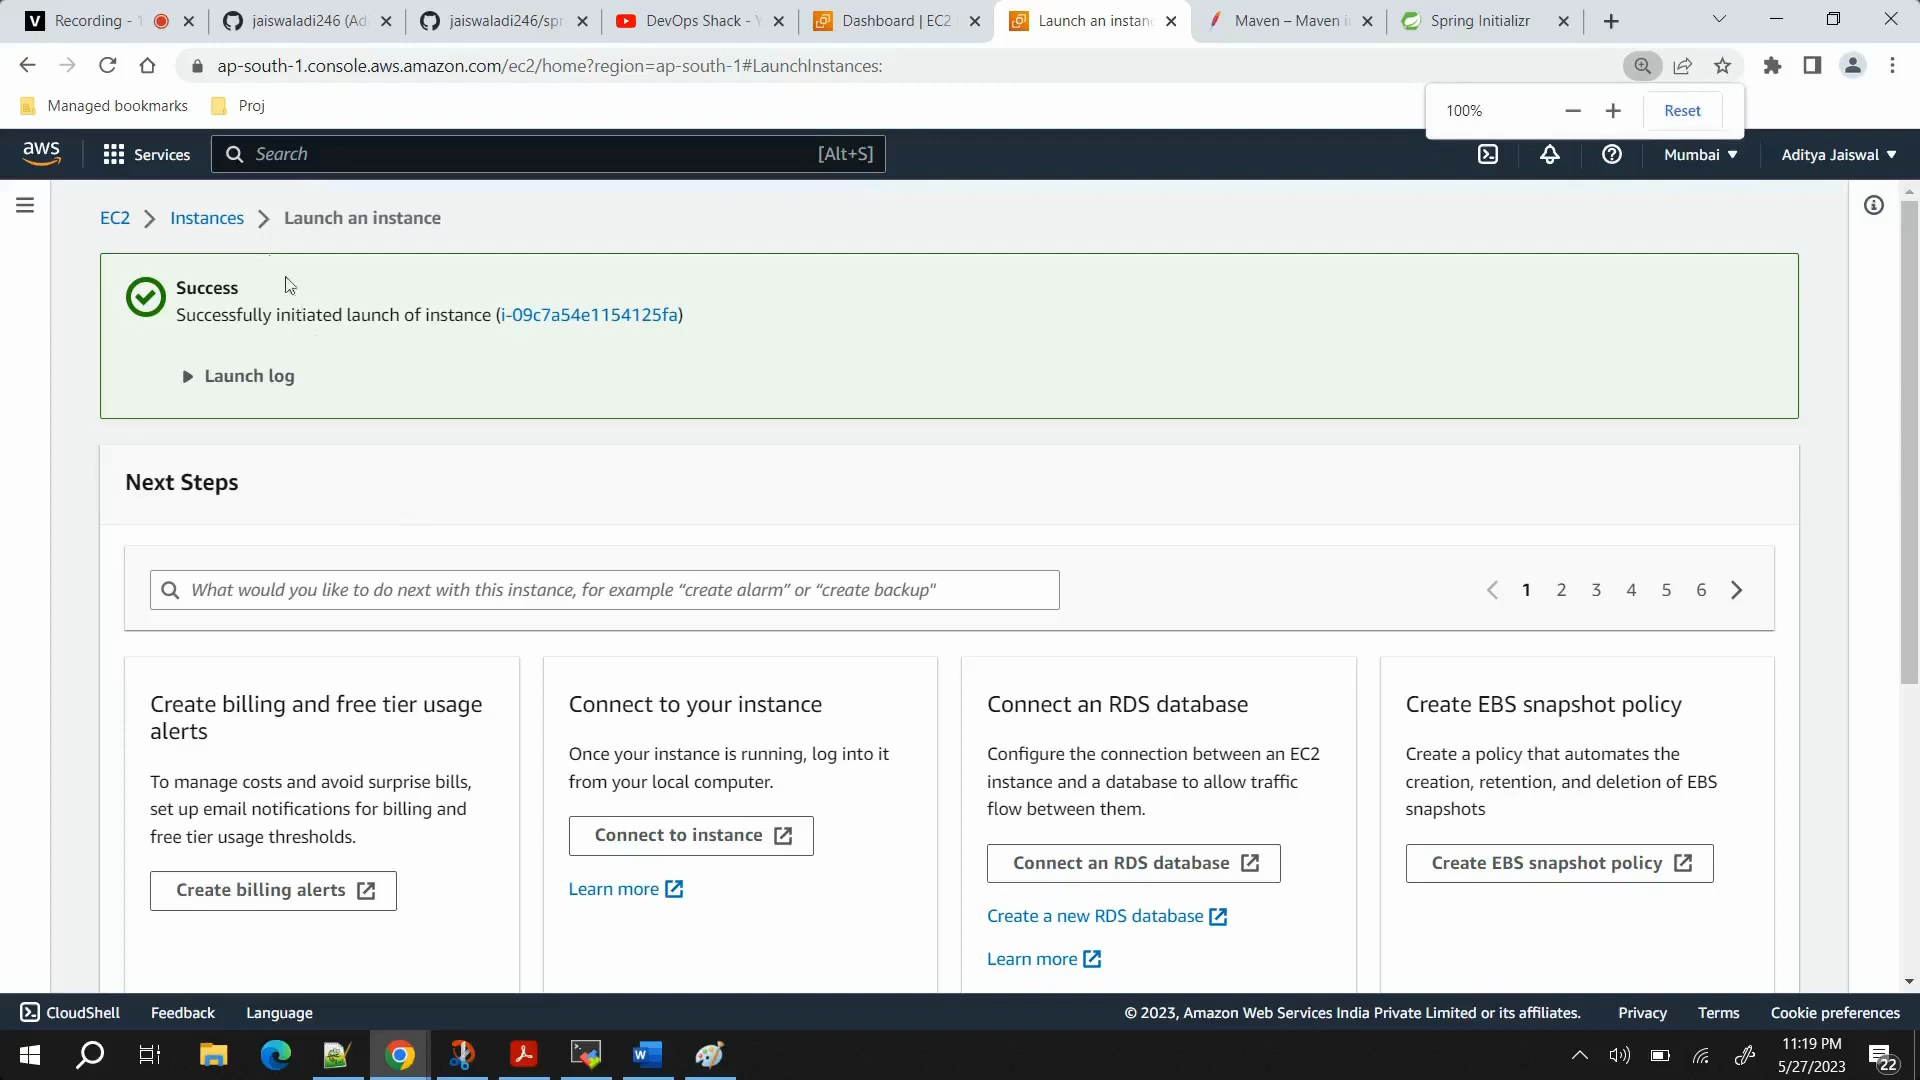 Recording - 1
jaiswaladi246 (Ad
jaiswaladi246/spr
DevOps Shack - Y
Dashboard | EC2
Launch an instanc
Maven – Maven i
Spring Initializr
ap-south-1.console.aws.amazon.com/ec2/home?region=ap-south-1#LaunchInstances:
Managed bookmarks
Proj
100%
Reset
aws
Services
Search
[Alt+S]
Mumbai
Aditya Jaiswal
EC2
Instances
Launch an instance
Success
Successfully initiated launch of instance (i-09c7a54e1154125fa)
Launch log
Next Steps
What would you like to do next with this instance, for example “create alarm” or “create backup"
1 2 3 4 5 6
Create billing and free tier usage
alerts
To manage costs and avoid surprise bills,
set up email notifications for billing and
free tier usage thresholds.
Create billing alerts
Connect to your instance
Once your instance is running, log into it
from your local computer.
Connect to instance
Learn more
Connect an RDS database
Configure the connection between an EC2
instance and a database to allow traffic
flow between them.
Connect an RDS database
Create a new RDS database
Learn more
Create EBS snapshot policy
Create a policy that automates the
creation, retention, and deletion of EBS
snapshots
Create EBS snapshot policy
CloudShell
Feedback
Language
© 2023, Amazon Web Services India Private Limited or its affiliates.
Privacy
Terms
Cookie preferences
11:19 PM
5/27/2023
22